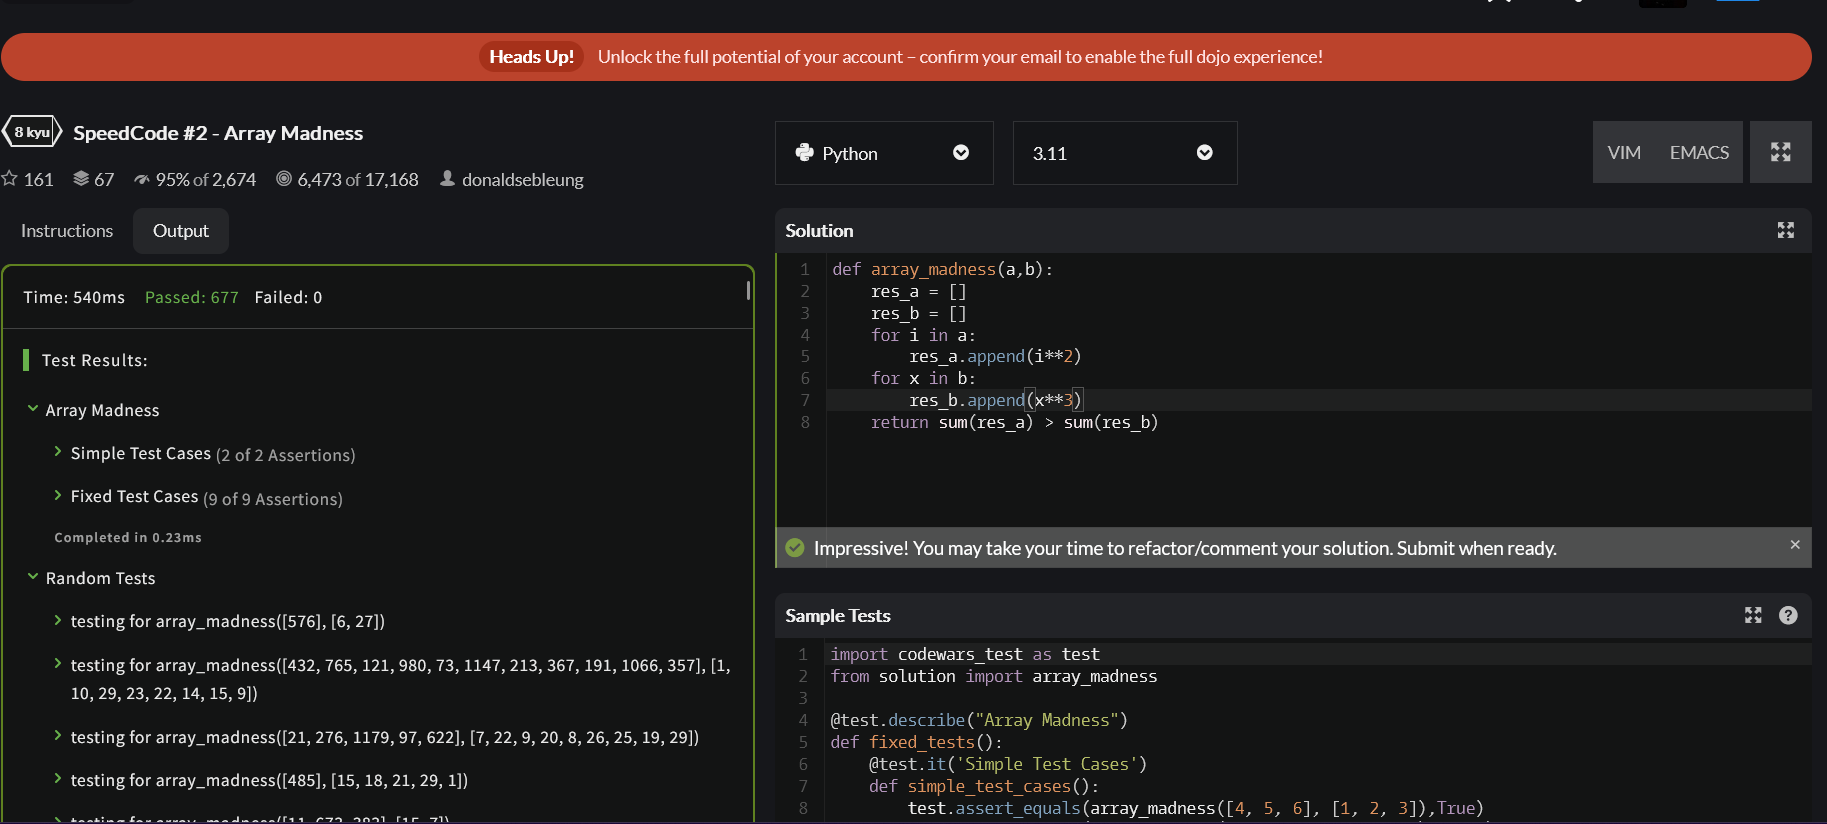 Heads Up! Unlock the full potential of your account – confirm your email to enable the full dojo experience!
8 kyu SpeedCode #2 - Array Madness
161 67 95% of 2,674 6,473 of 17,168 donaldsebleung
Instructions Output
Time: 540ms Passed: 677 Failed: 0
Test Results:
Array Madness
Simple Test Cases (2 of 2 Assertions)
Fixed Test Cases (9 of 9 Assertions)
Completed in 0.23ms
Random Tests
testing for array_madness([576], [6, 27])
testing for array_madness([432, 765, 121, 980, 73, 1147, 213, 367, 191, 1066, 357], [1,
10, 29, 23, 22, 14, 15, 9])
testing for array_madness([21, 276, 1179, 97, 622], [7, 22, 9, 20, 8, 26, 25, 19, 29])
testing for array_madness([485], [15, 18, 21, 29, 1])
Python 3.11 VIM EMACS
Solution
1 def array_madness(a,b):
2 res_a = []
3 res_b = []
4 for i in a:
5 res_a.append(i**2)
6 for x in b:
7 res_b.append(x**3)
8 return sum(res_a) > sum(res_b)
Impressive! You may take your time to refactor/comment your solution. Submit when ready.
Sample Tests
1 import codewars_test as test
2 from solution import array_madness
3
4 @test.describe("Array Madness")
5 def fixed_tests():
6 @test.it('Simple Test Cases')
7 def simple_test_cases():
8 test.assert_equals(array_madness([4, 5, 6], [1, 2, 3]),True)